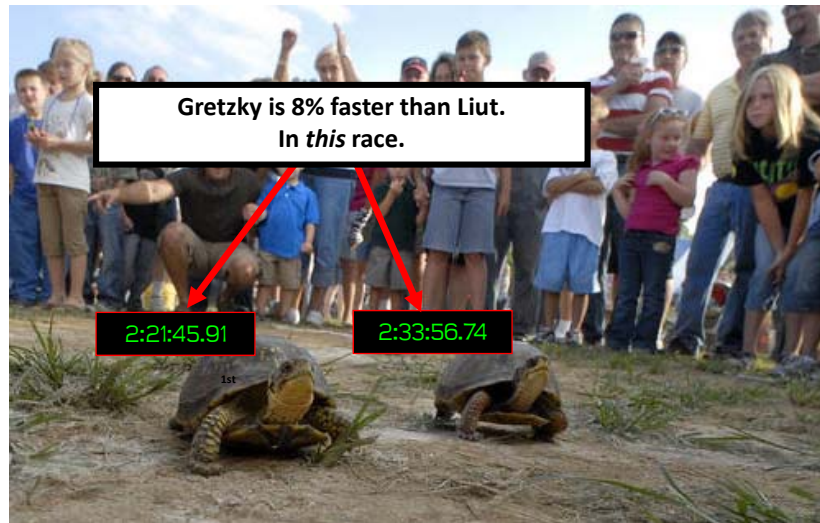 Gretzky is 8% faster than Liut.
In this race.
2:21:45.91
2:33:56.74
1st